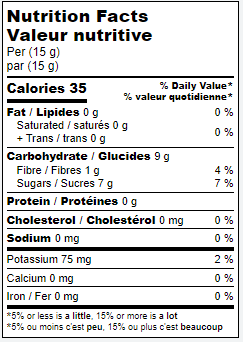 Nutrition Facts
Valeur nutritive
Per (15 g)
par (15 g)
Calories 35 % Daily Value*
% valeur quotidienne*
Fat / Lipides 0 g 0 %
Saturated / saturés 0 g
+ Trans / trans 0 g 0 %
Carbohydrate / Glucides 9 g
Fibre / Fibres 1 g 4 %
Sugars / Sucres 7 g 7 %
Protein / Protéines 0 g
Cholesterol / Cholestérol 0 mg 0 %
Sodium 0 mg 0 %
Potassium 75 mg 2 %
Calcium 0 mg 0 %
Iron / Fer 0 mg 0 %
*5% or less is a little, 15% or more is a lot
*5% ou moins c'est peu, 15% ou plus c'est beaucoup